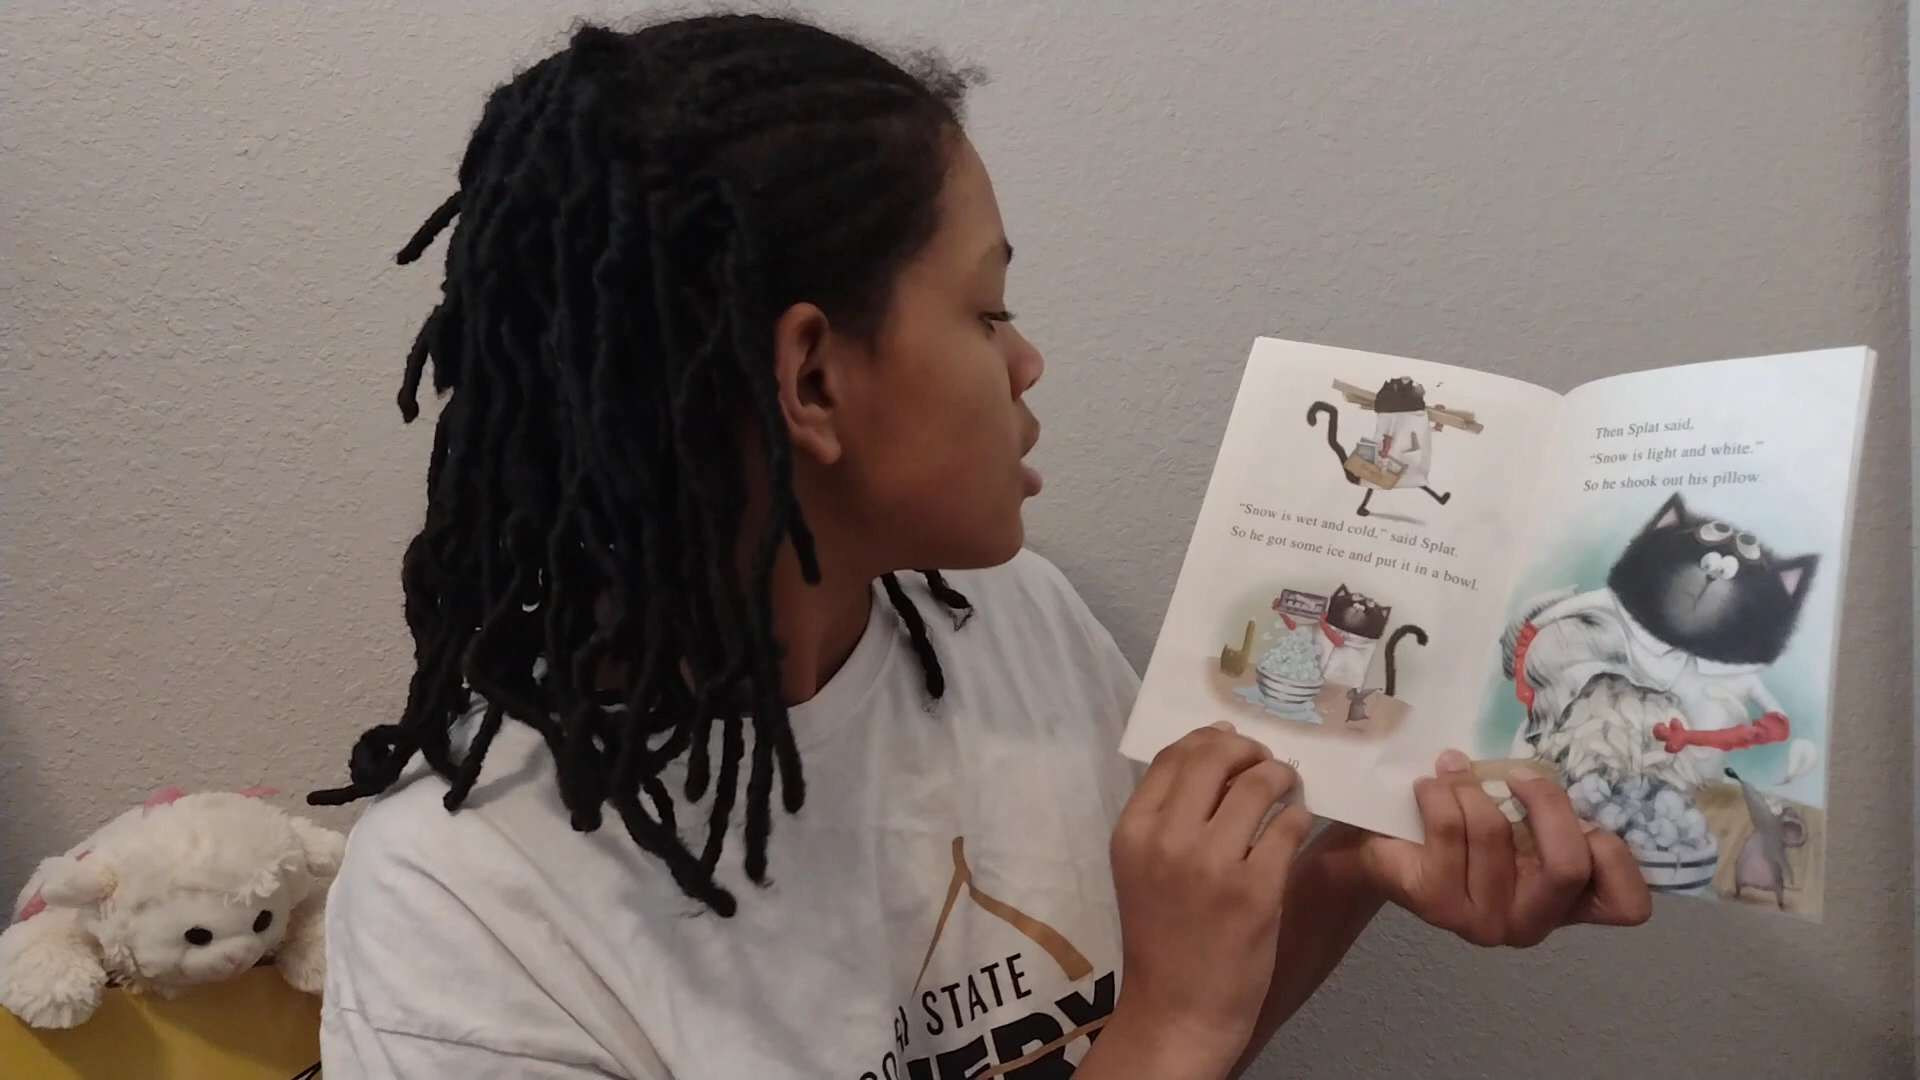 "Snow is wet and cold," said Splat.
So he got some ice and put it in a bowl.
10
Then Splat said,
"Snow is light and white."
So he shook out his pillow.
STATE